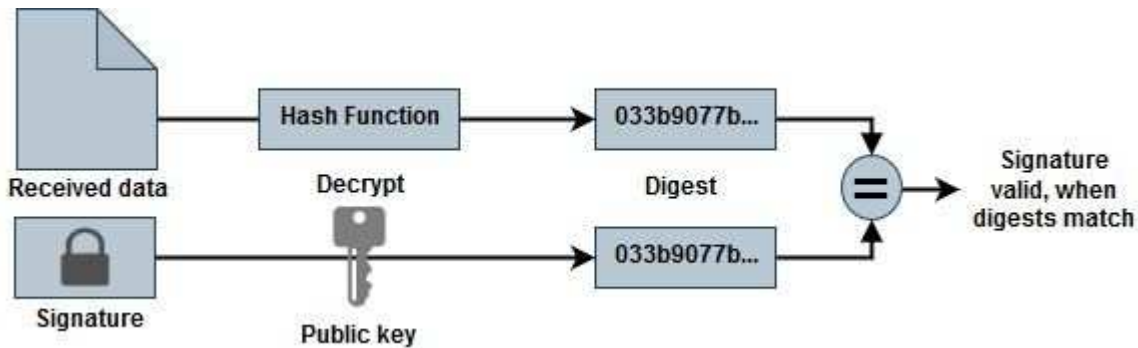 Hash Function
033b9077b...
Received data
Decrypt
Digest
Signature
valid, when
digests match
033b9077b...
Signature
Public key